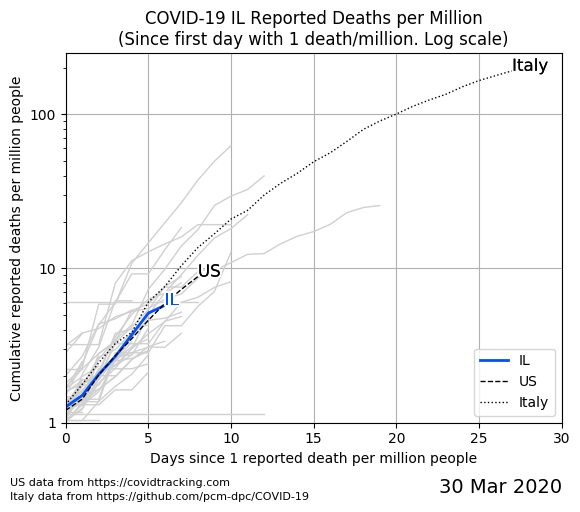 COVID-19 IL Reported Deaths per Million
(Since first day with 1 death/million. Log scale)
Cumulative reported deaths per million people
100
10
1
Italy
US
IL
IL
US
Italy
0 5 10 15 20 25 30
Days since 1 reported death per million people
US data from https://covidtracking.com
Italy data from https://github.com/pcm-dpc/COVID-19
30 Mar 2020